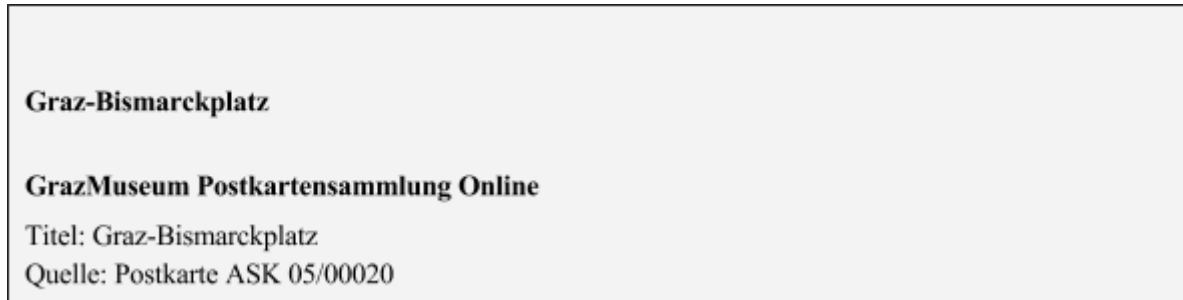 Graz-Bismarckplatz
GrazMuseum Postkartensammlung Online
Titel: Graz-Bismarckplatz
Quelle: Postkarte ASK 05/00020